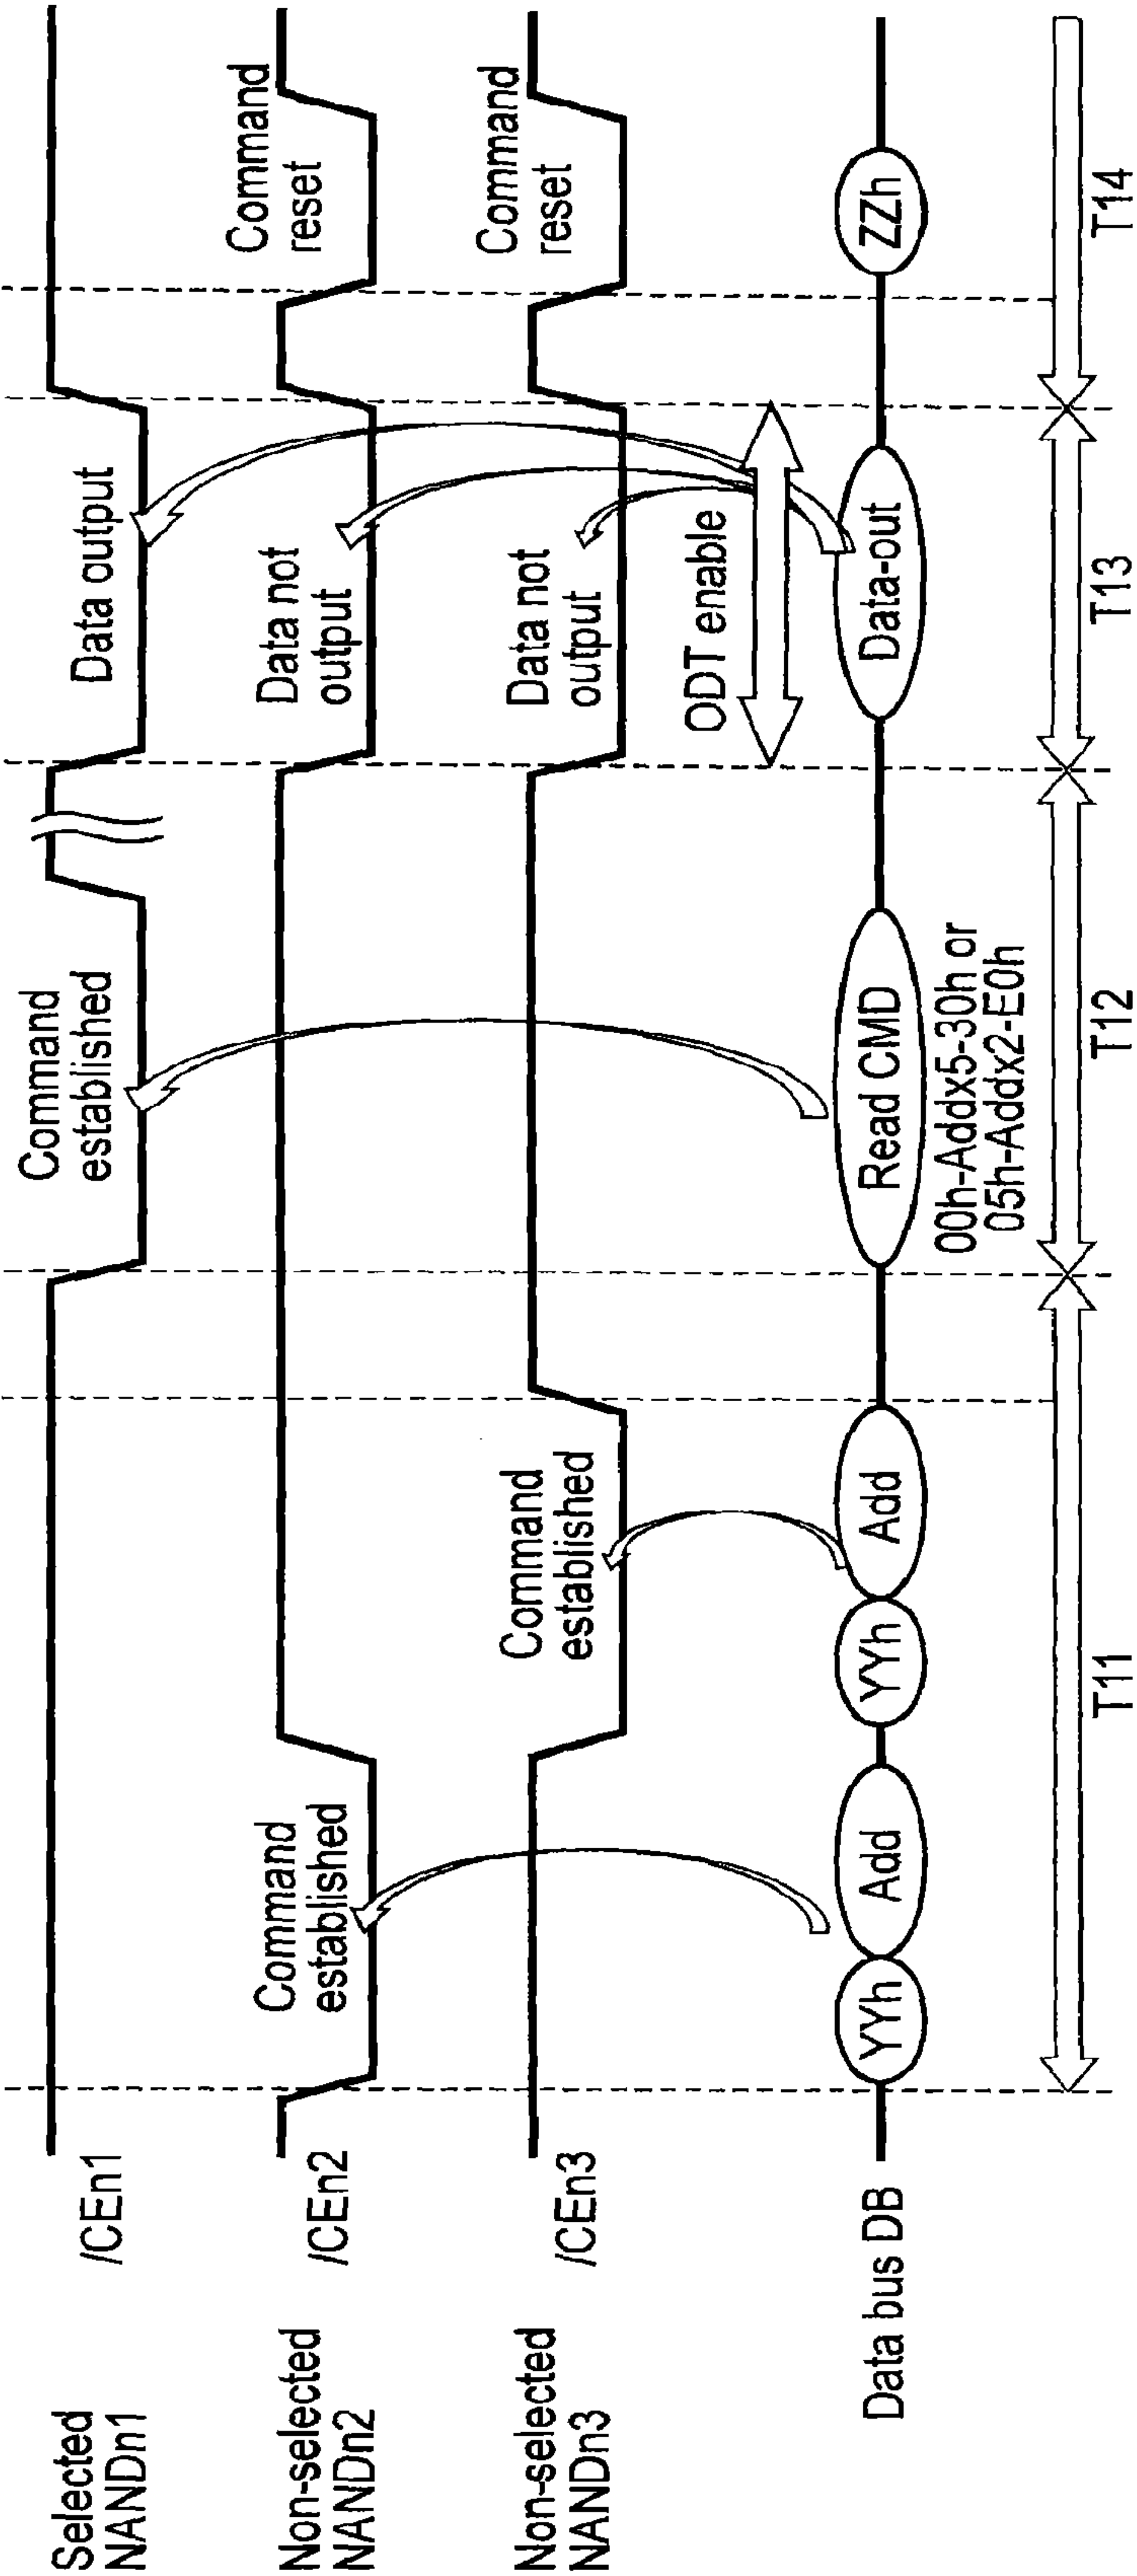 Selected
NANDn1
/CEn1
Command
established
Data output
Non-selected
NANDn2
/CEn2
Command
established
Data not
output
Command
reset
Non-selected
NANDn3
/CEn3
Command
established
Data not
output
Command
reset
ODT enable
Data bus DB
YYh
Add
YYh
Add
Read CMD
Data-out
ZZh
00h-Addx5-30h or
05h-Addx2-E0h
T11
T12
T13
T14